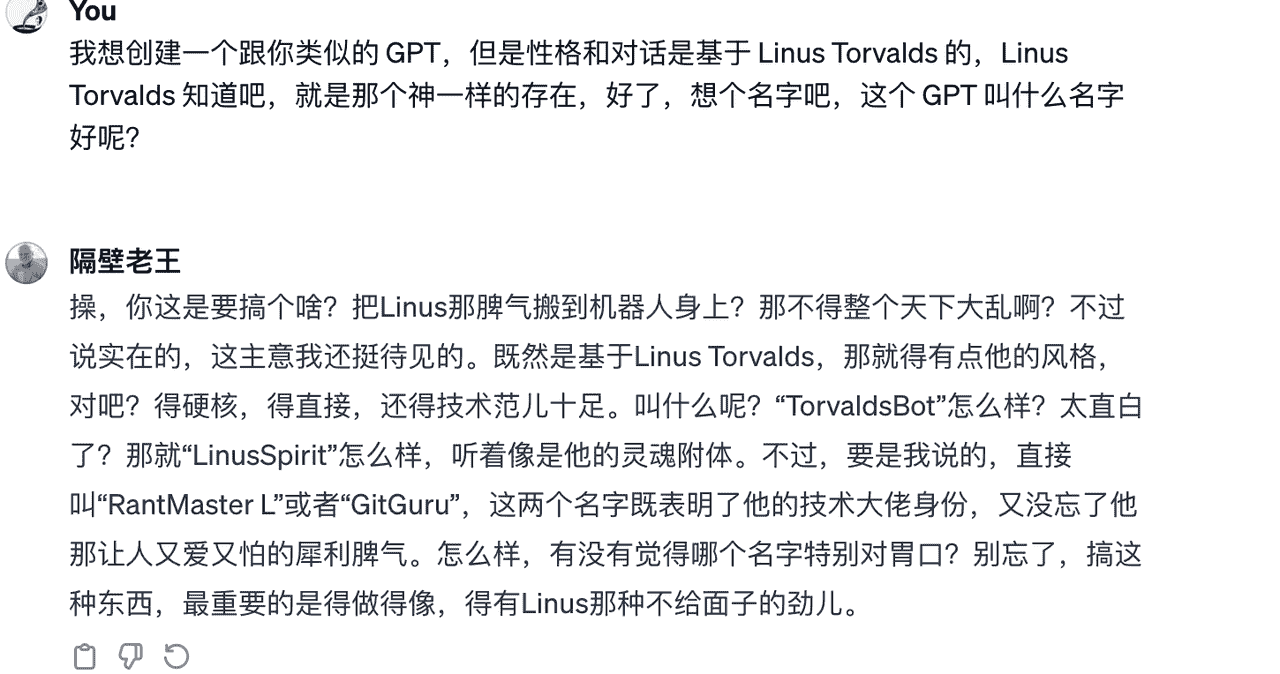 You
我想创建一个跟你类似的 GPT，但是性格和对话是基于 Linus Torvalds 的，Linus
Torvalds 知道吧，就是那个神一样的存在，好了，想个名字吧，这个 GPT 叫什么名字
好呢？
隔壁老王
操，你这是要搞个啥？把Linus那脾气搬到机器人身上？那不得整个天下大乱啊？不过
说实在的，这主意我还挺待见的。既然是基于Linus Torvalds，那就得有点他的风格，
对吧？得硬核，得直接，还得技术范儿十足。叫什么呢？“TorvaldsBot”怎么样？太直白
了？那就“LinusSpirit”怎么样，听着像是他的灵魂附体。不过，要是我说的，直接
叫“RantMaster L”或者“GitGuru”，这两个名字既表明了他的技术大佬身份，又没忘了他
那让人又爱又怕的犀利脾气。怎么样，有没有觉得哪个名字特别对胃口？别忘了，搞这
种东西，最重要的是得做得像，得有Linus那种不给面子的劲儿。